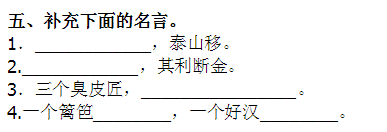 五、补充下面的名言。
1．____________，泰山移。
2.____________，其利断金。
3．三个臭皮匠，________________。
4.一个篱笆________，一个好汉________。